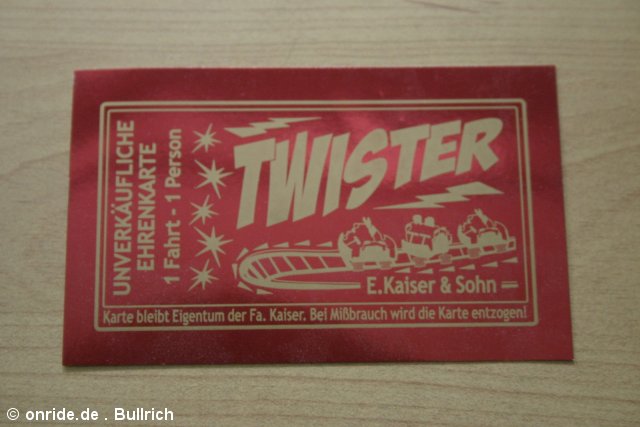 UNVERKÄUFLICHE
EHRENKARTE
1 Fahrt - 1 Person
TWISTER
E.Kaiser & Sohn
Karte bleibt Eigentum der Fa. Kaiser. Bei Mißbrauch wird die Karte entzogen!
© onride.de . Bullrich